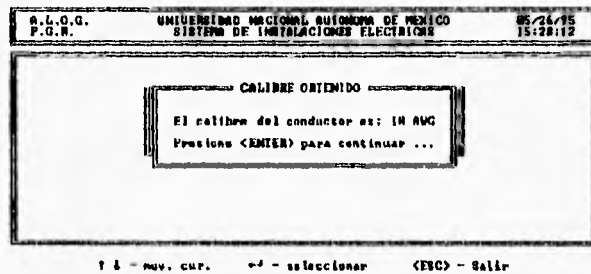 A.L.O.G. UNIVERSIDAD NACIONAL AUTONOMA DE MEXICO 05/26/95
P.G.R. SISTEMA DE INSTALACIONES ELECTRICAS 15:28:12
CALIBRE OBTENIDO
El calibre del conductor es: AWG
Presione <ENTER> para continuar ...
↑ ↓ - mov. cur. ↵ - seleccionar <ESC> - Salir